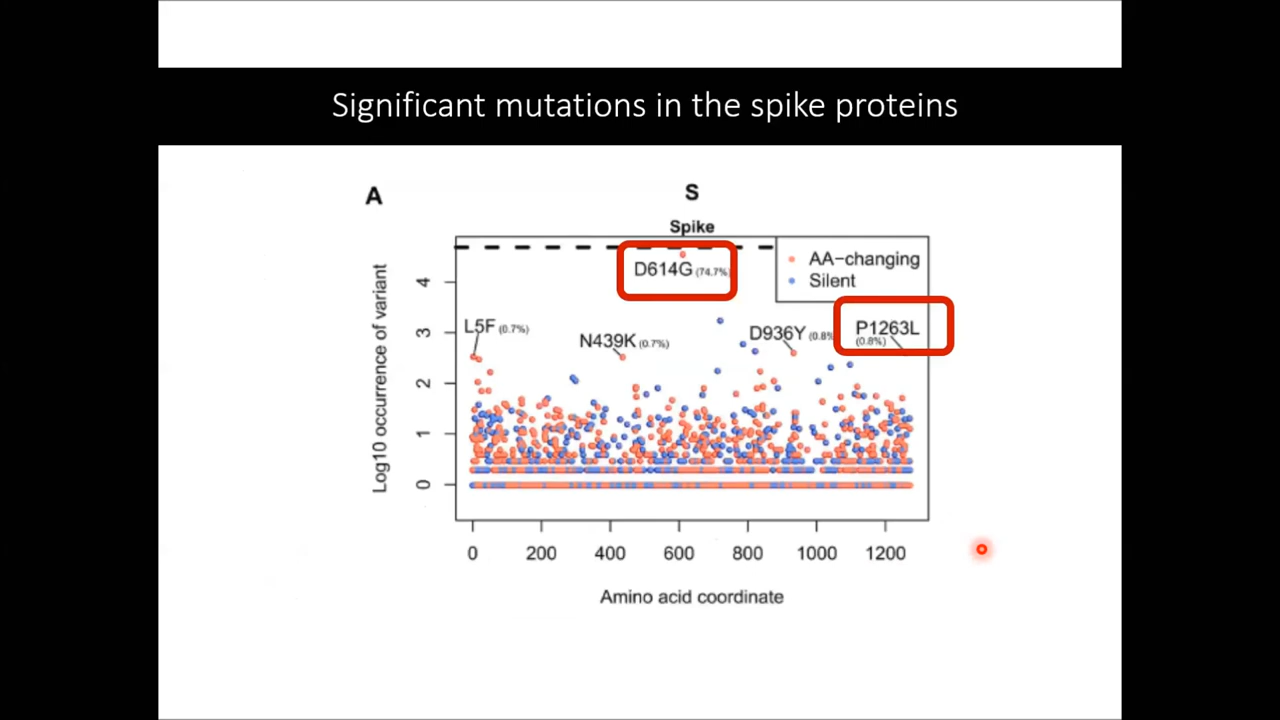 Significant mutations in the spike proteins
A
S
Spike
AA−changing
Silent
D614G (74.7%)
L5F (0.7%)
N439K (0.7%)
D936Y (0.8%
P1263L
(0.8%)
Log10 occurrence of variant
4
3
2
1
0
0 200 400 600 800 1000 1200
Amino acid coordinate